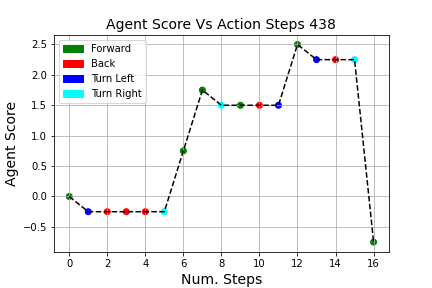 Agent Score Vs Action Steps 438
Forward
Back
Turn Left
Turn Right
Agent Score
2.5
2.0
1.5
1.0
0.5
0.0
−0.5
0 2 4 6 8 10 12 14 16
Num. Steps